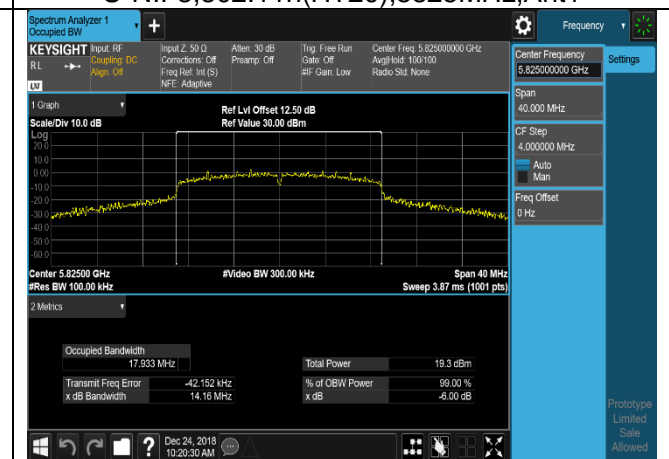 Spectrum Analyzer 1
Occupied BW
+
Frequency
KEYSIGHT
RL
LXI
Input: RF
Coupling: DC
Align: Off
Input Z: 50 Ω
Corrections: Off
Freq Ref: Int (S)
NFE: Adaptive
Atten: 30 dB
Preamp: Off
Trig: Free Run
Gate: Off
#IF Gain: Low
Center Freq: 5.825000000 GHz
Avg|Hold: 100/100
Radio Std: None
Center Frequency
5.825000000 GHz
Settings
Span
40.000 MHz
CF Step
4.000000 MHz
Auto
Man
Freq Offset
0 Hz
1 Graph
Scale/Div 10.0 dB
Ref Lvl Offset 12.50 dB
Ref Value 30.00 dBm
Log
20.0
10.0
0.00
-10.0
-20.0
-30.0
-40.0
-50.0
-60.0
Center 5.82500 GHz
#Video BW 300.00 kHz
Span 40 MHz
#Res BW 100.00 kHz
Sweep 3.87 ms (1001 pts)
2 Metrics
Occupied Bandwidth
17.933 MHz
Total Power 19.3 dBm
Transmit Freq Error -42.152 kHz
% of OBW Power 99.00 %
x dB Bandwidth 14.16 MHz
x dB -6.00 dB
Prototype
Limited
Sale
Allowed
?
Dec 24, 2018
10:20:30 AM